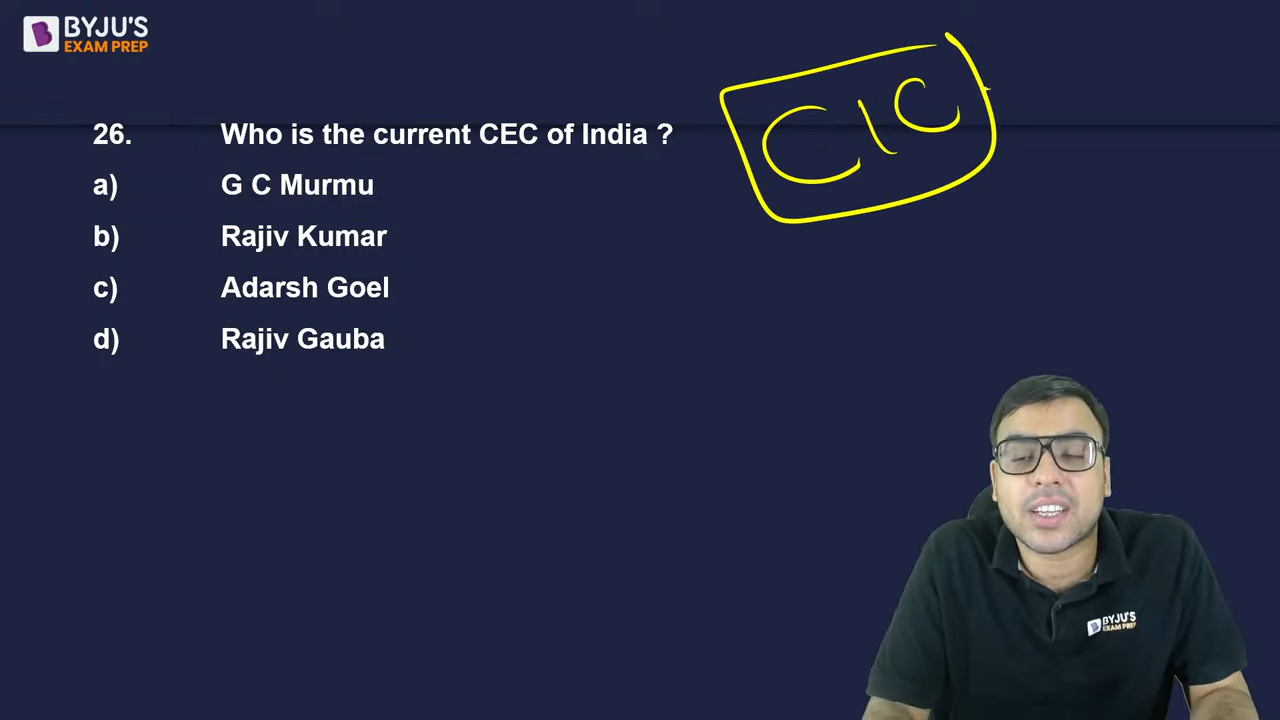 BYJU'S
EXAM PREP
26. Who is the current CEC of India ?
a) G C Murmu
b) Rajiv Kumar
c) Adarsh Goel
d) Rajiv Gauba
CIC
BYJU'S
EXAM PREP